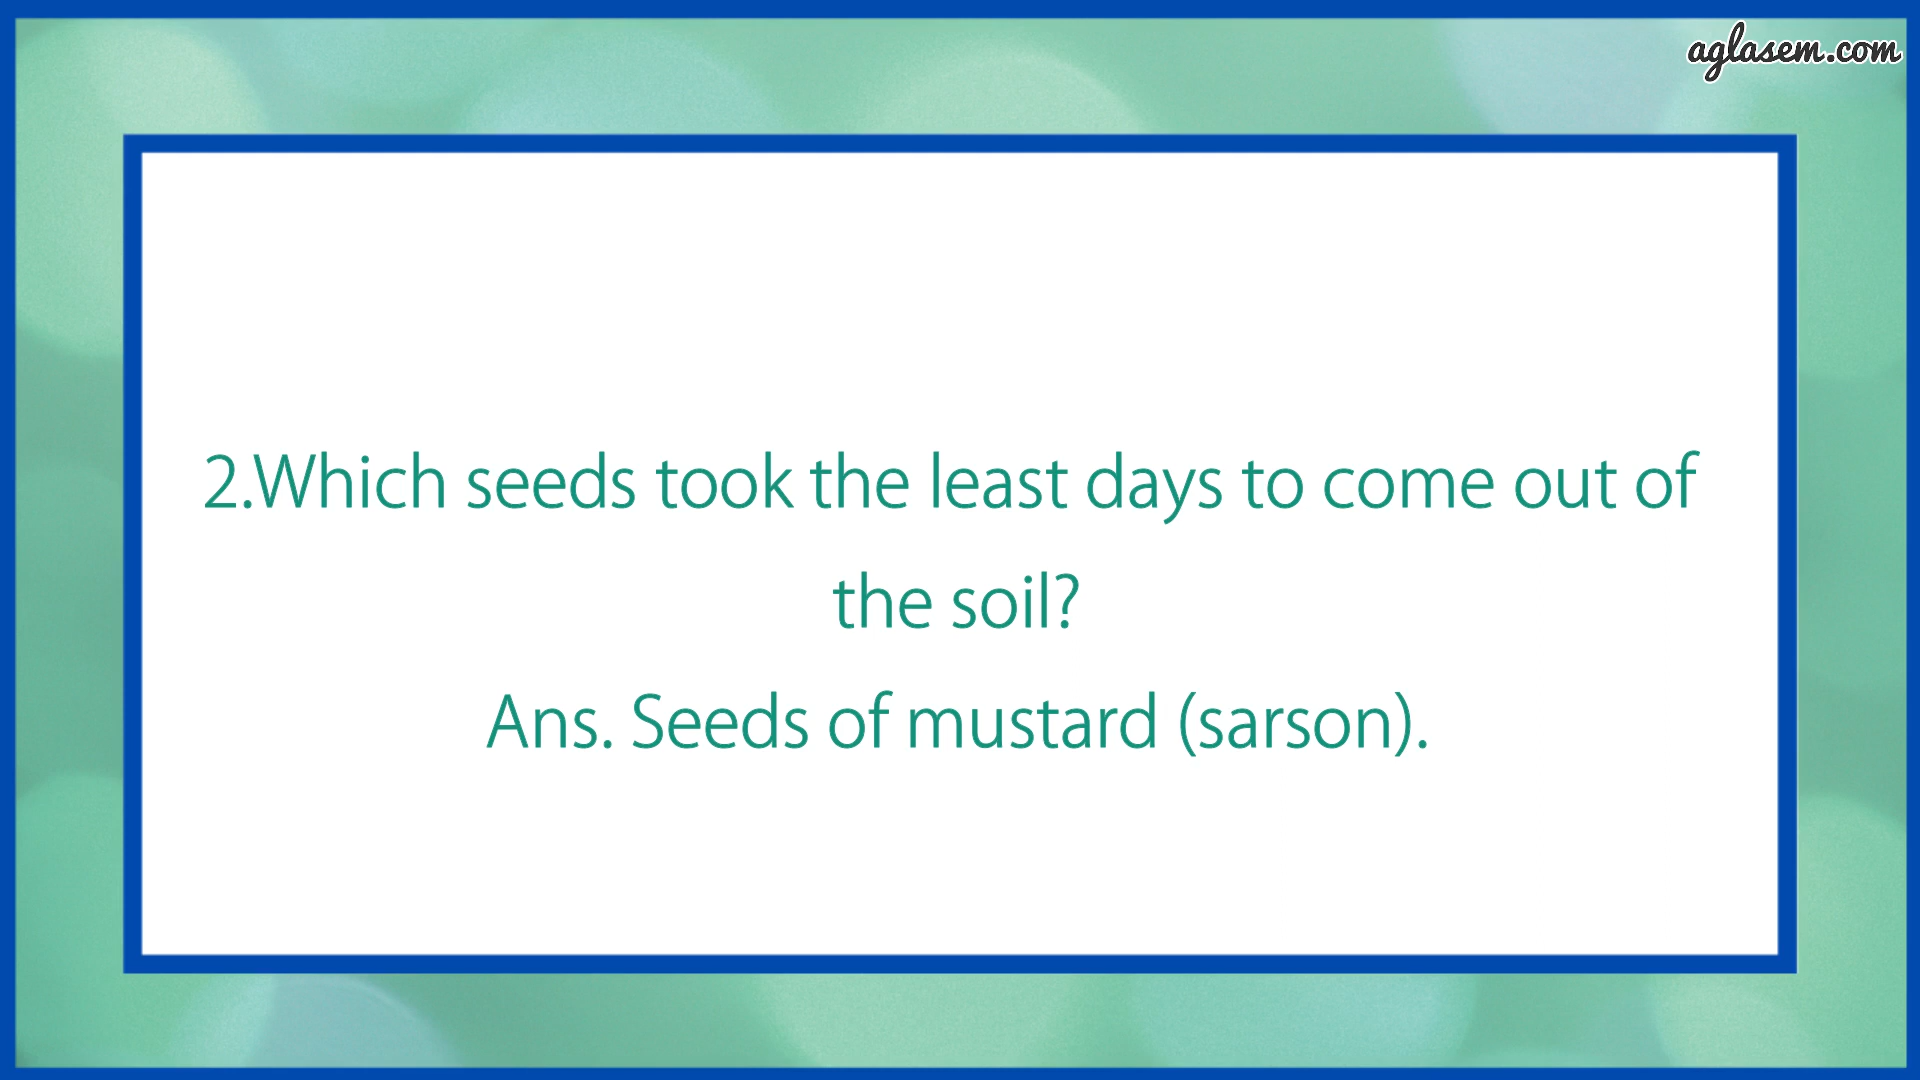 aglasem.com
2.Which seeds took the least days to come out of
the soil?
Ans. Seeds of mustard (sarson).